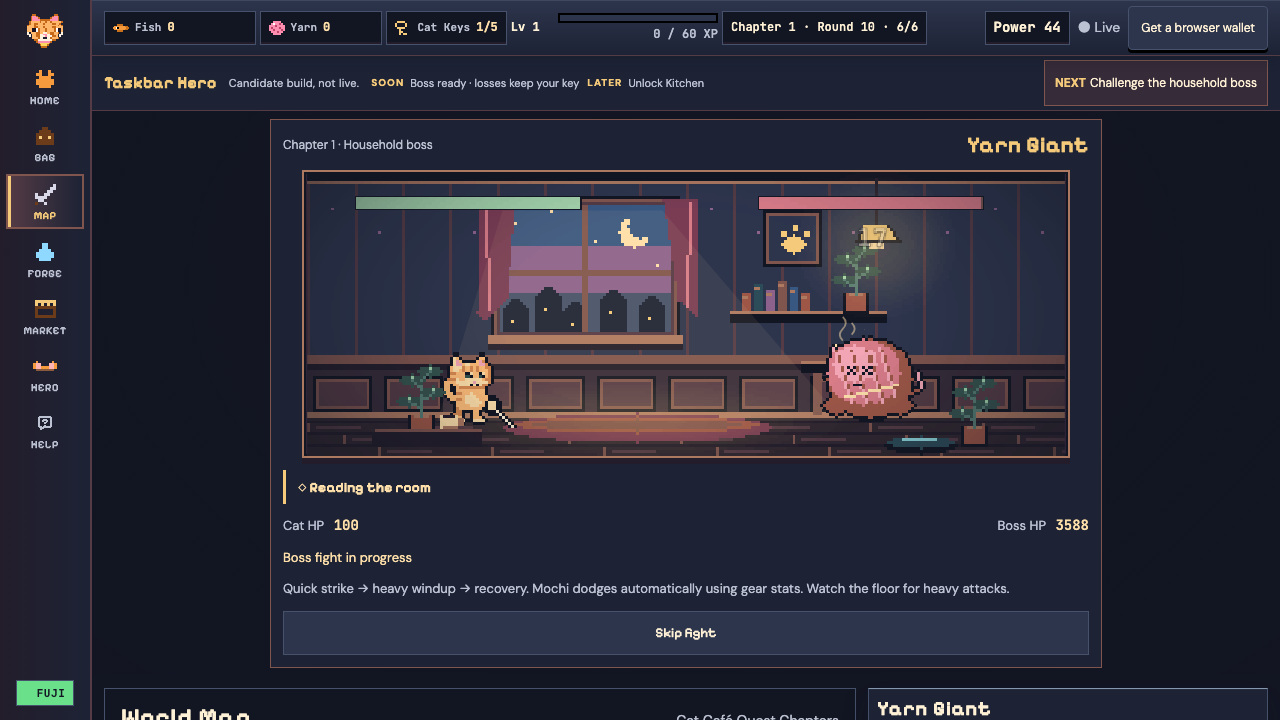 Fish 0
Yarn 0
Cat Keys 1/5
Lv 1
0 / 60 XP
Chapter 1 · Round 10 · 6/6
Power 44
Live
Get a browser wallet
HOME
BAG
MAP
FORGE
MARKET
HERO
HELP
FUJI
Taskbar Hero
Candidate build, not live.
SOON Boss ready · losses keep your key
LATER Unlock Kitchen
NEXT Challenge the household boss
Chapter 1 · Household boss
Yarn Giant
17
◇ Reading the room
Cat HP 100
Boss HP 3588
Boss fight in progress
Quick strike → heavy windup → recovery. Mochi dodges automatically using gear stats. Watch the floor for heavy attacks.
Skip fight
World Map
Cat Café Quest Chapters
Yarn Giant